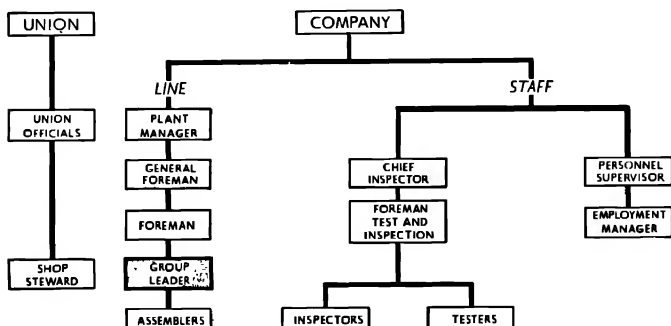 UNION
COMPANY
LINE
STAFF
UNION
OFFICIALS
PLANT
MANAGER
GENERAL
FOREMAN
CHIEF
INSPECTOR
PERSONNEL
SUPERVISOR
FOREMAN
FOREMAN
TEST AND
INSPECTION
EMPLOYMENT
MANAGER
SHOP
STEWARD
GROUP
LEADER
ASSEMBLERS
INSPECTORS
TESTERS